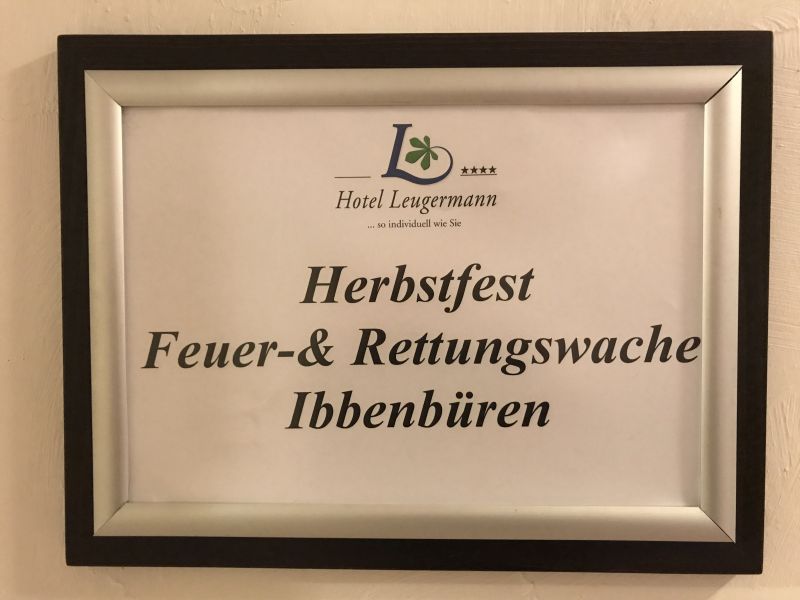 L ★★★★
Hotel Leugermann
... so individuell wie Sie
Herbstfest
Feuer-& Rettungswache
Ibbenbüren